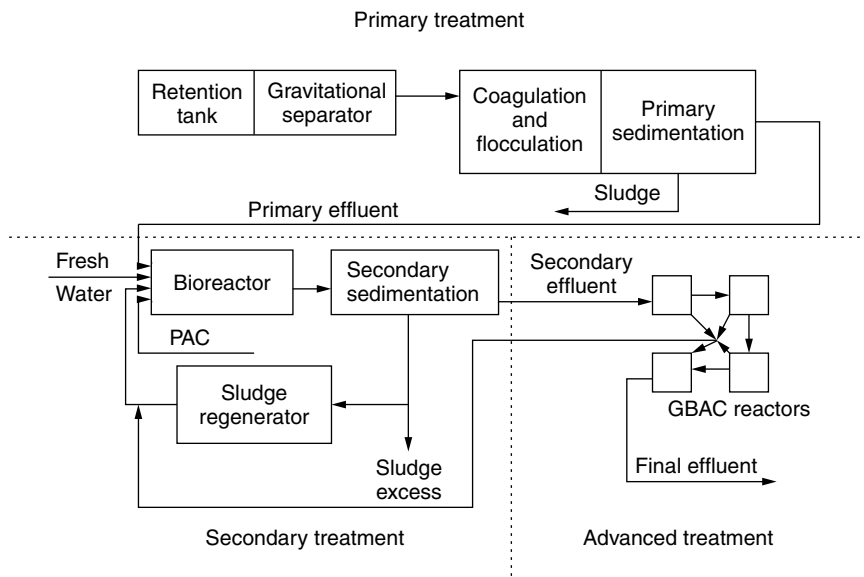 Primary treatment
Retention
tank
Gravitational
separator
Coagulation
and
flocculation
Primary
sedimentation
Sludge
Primary effluent
Fresh
Water
Bioreactor
Secondary
sedimentation
Secondary
effluent
PAC
Sludge
regenerator
GBAC reactors
Sludge
excess
Final effluent
Secondary treatment
Advanced treatment